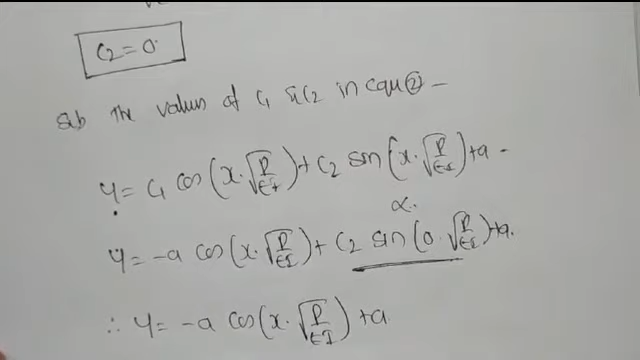 C2 = 0.
Sub The values of C1 & C2 in equ ② -
y = C1 cos (x.√P/EI) + C2 sin (x.√P/EI) + a -
x.
y = -a cos (x.√P/EI) + C2 sin (0.√P/EI) + a.
∴ y = -a cos (x.√P/EI) + a.